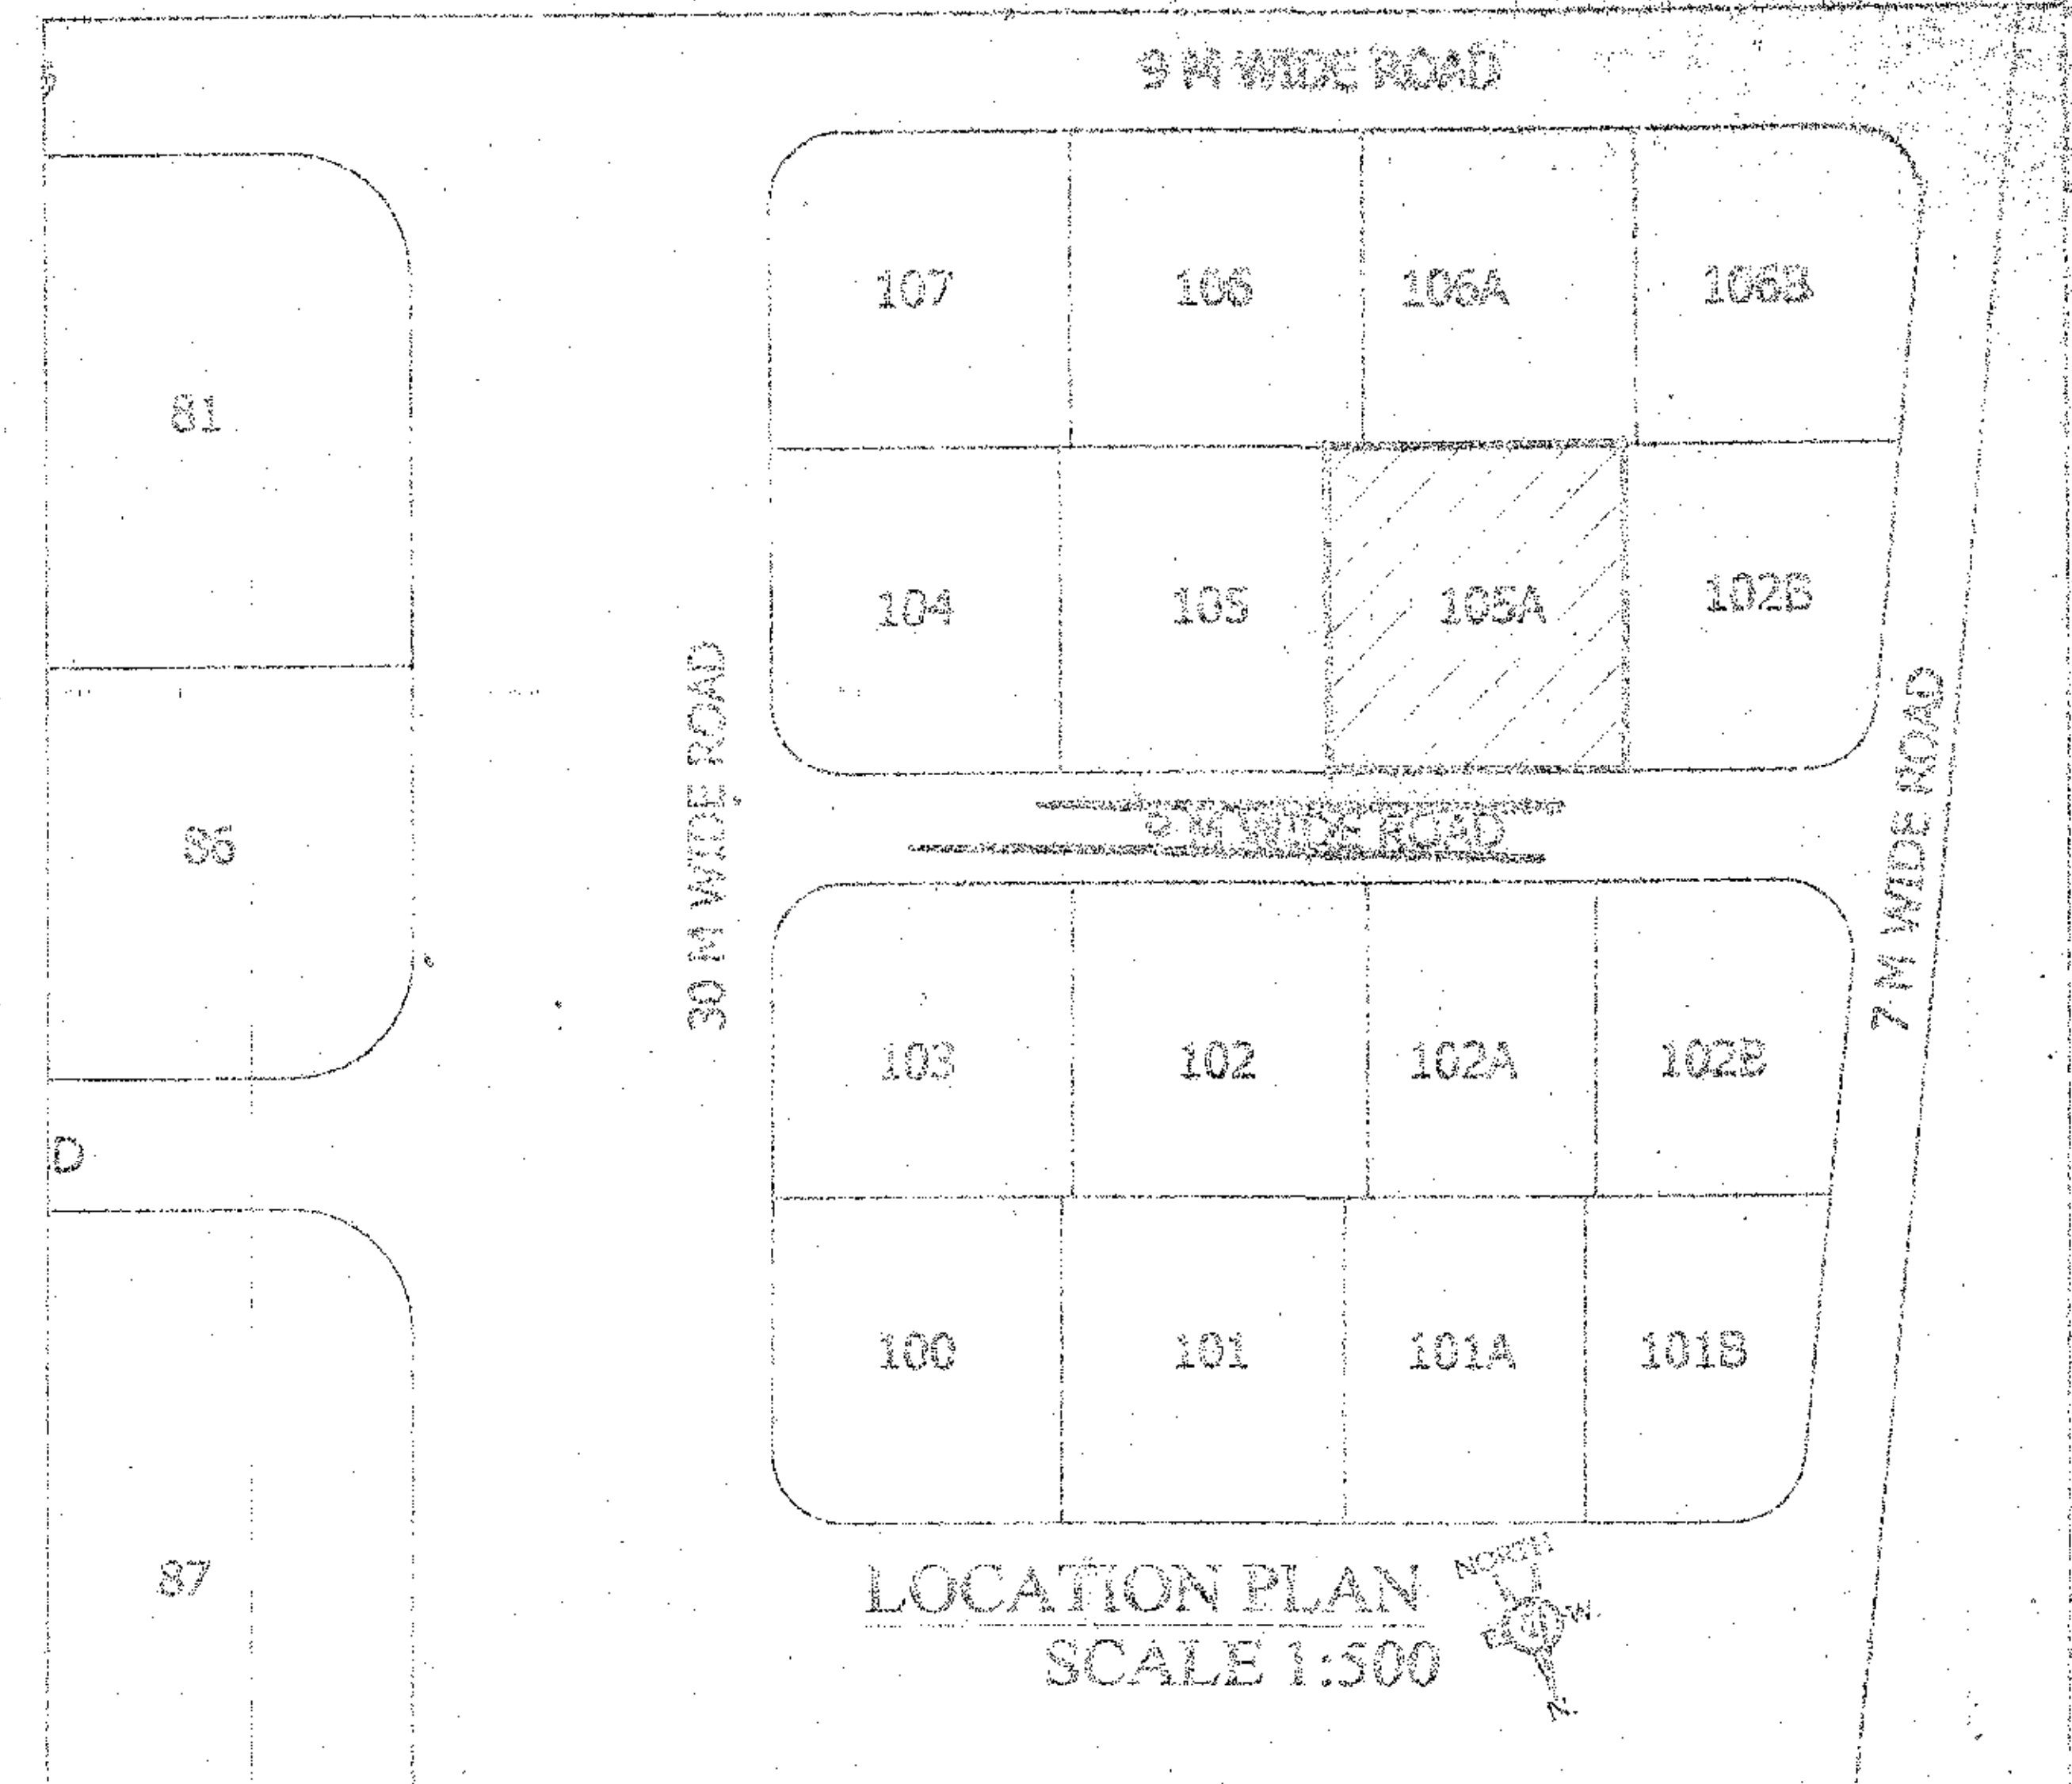 9 M WIDE ROAD
107
106
106A
106B
81
104
105
105A
102B
30 M WIDE ROAD
M WIDE ROAD
7 M WIDE ROAD
86
103
102
102A
102B
D
100
101
101A
101B
87
LOCATION PLAN
NORTH
W.
E
N.
SCALE 1:500